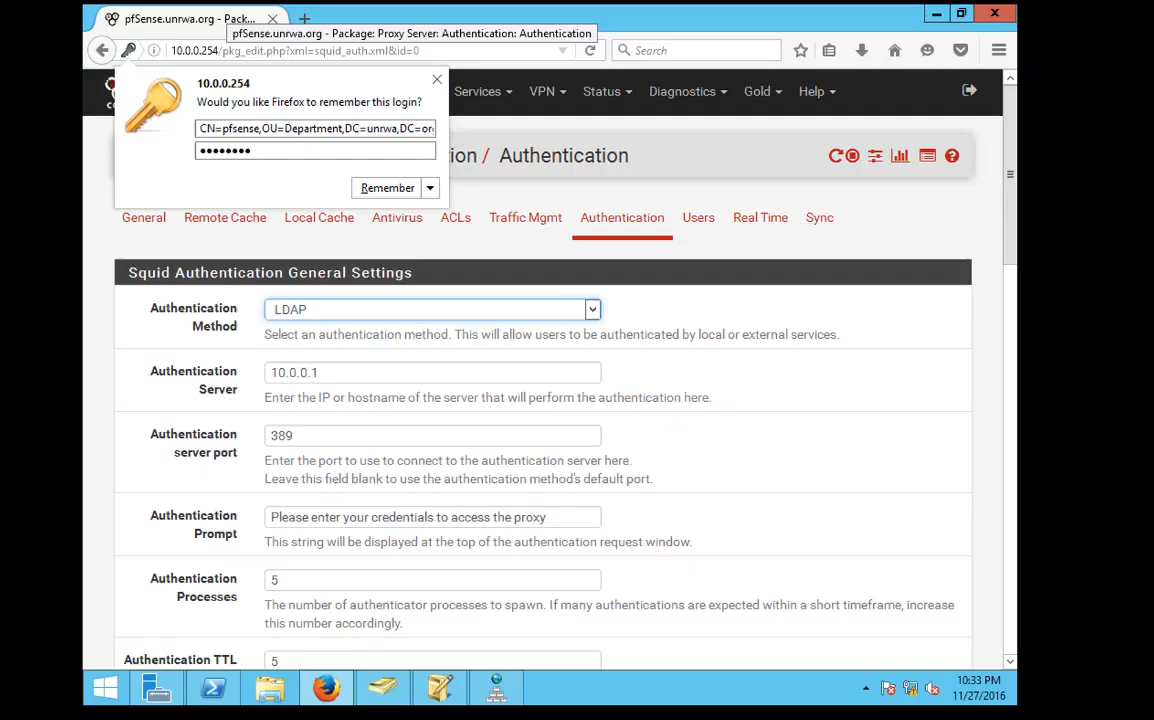 pfSense.unrwa.org - Pack...
pfSense.unrwa.org - Package: Proxy Server: Authentication: Authentication
10.0.0.254/pkg_edit.php?xml=squid_auth.xml&id=0
Search
10.0.0.254
Would you like Firefox to remember this login?
CN=pfsense,OU=Department,DC=unrwa,DC=or
Remember
Services
VPN
Status
Diagnostics
Gold
Help
/ Authentication
General
Remote Cache
Local Cache
Antivirus
ACLs
Traffic Mgmt
Authentication
Users
Real Time
Sync
Squid Authentication General Settings
Authentication
Method
LDAP
Select an authentication method. This will allow users to be authenticated by local or external services.
Authentication
Server
10.0.0.1
Enter the IP or hostname of the server that will perform the authentication here.
Authentication
server port
389
Enter the port to use to connect to the authentication server here.
Leave this field blank to use the authentication method's default port.
Authentication
Prompt
Please enter your credentials to access the proxy
This string will be displayed at the top of the authentication request window.
Authentication
Processes
5
The number of authenticator processes to spawn. If many authentications are expected within a short timeframe, increase
this number accordingly.
Authentication TTL
5
10:33 PM
11/27/2016